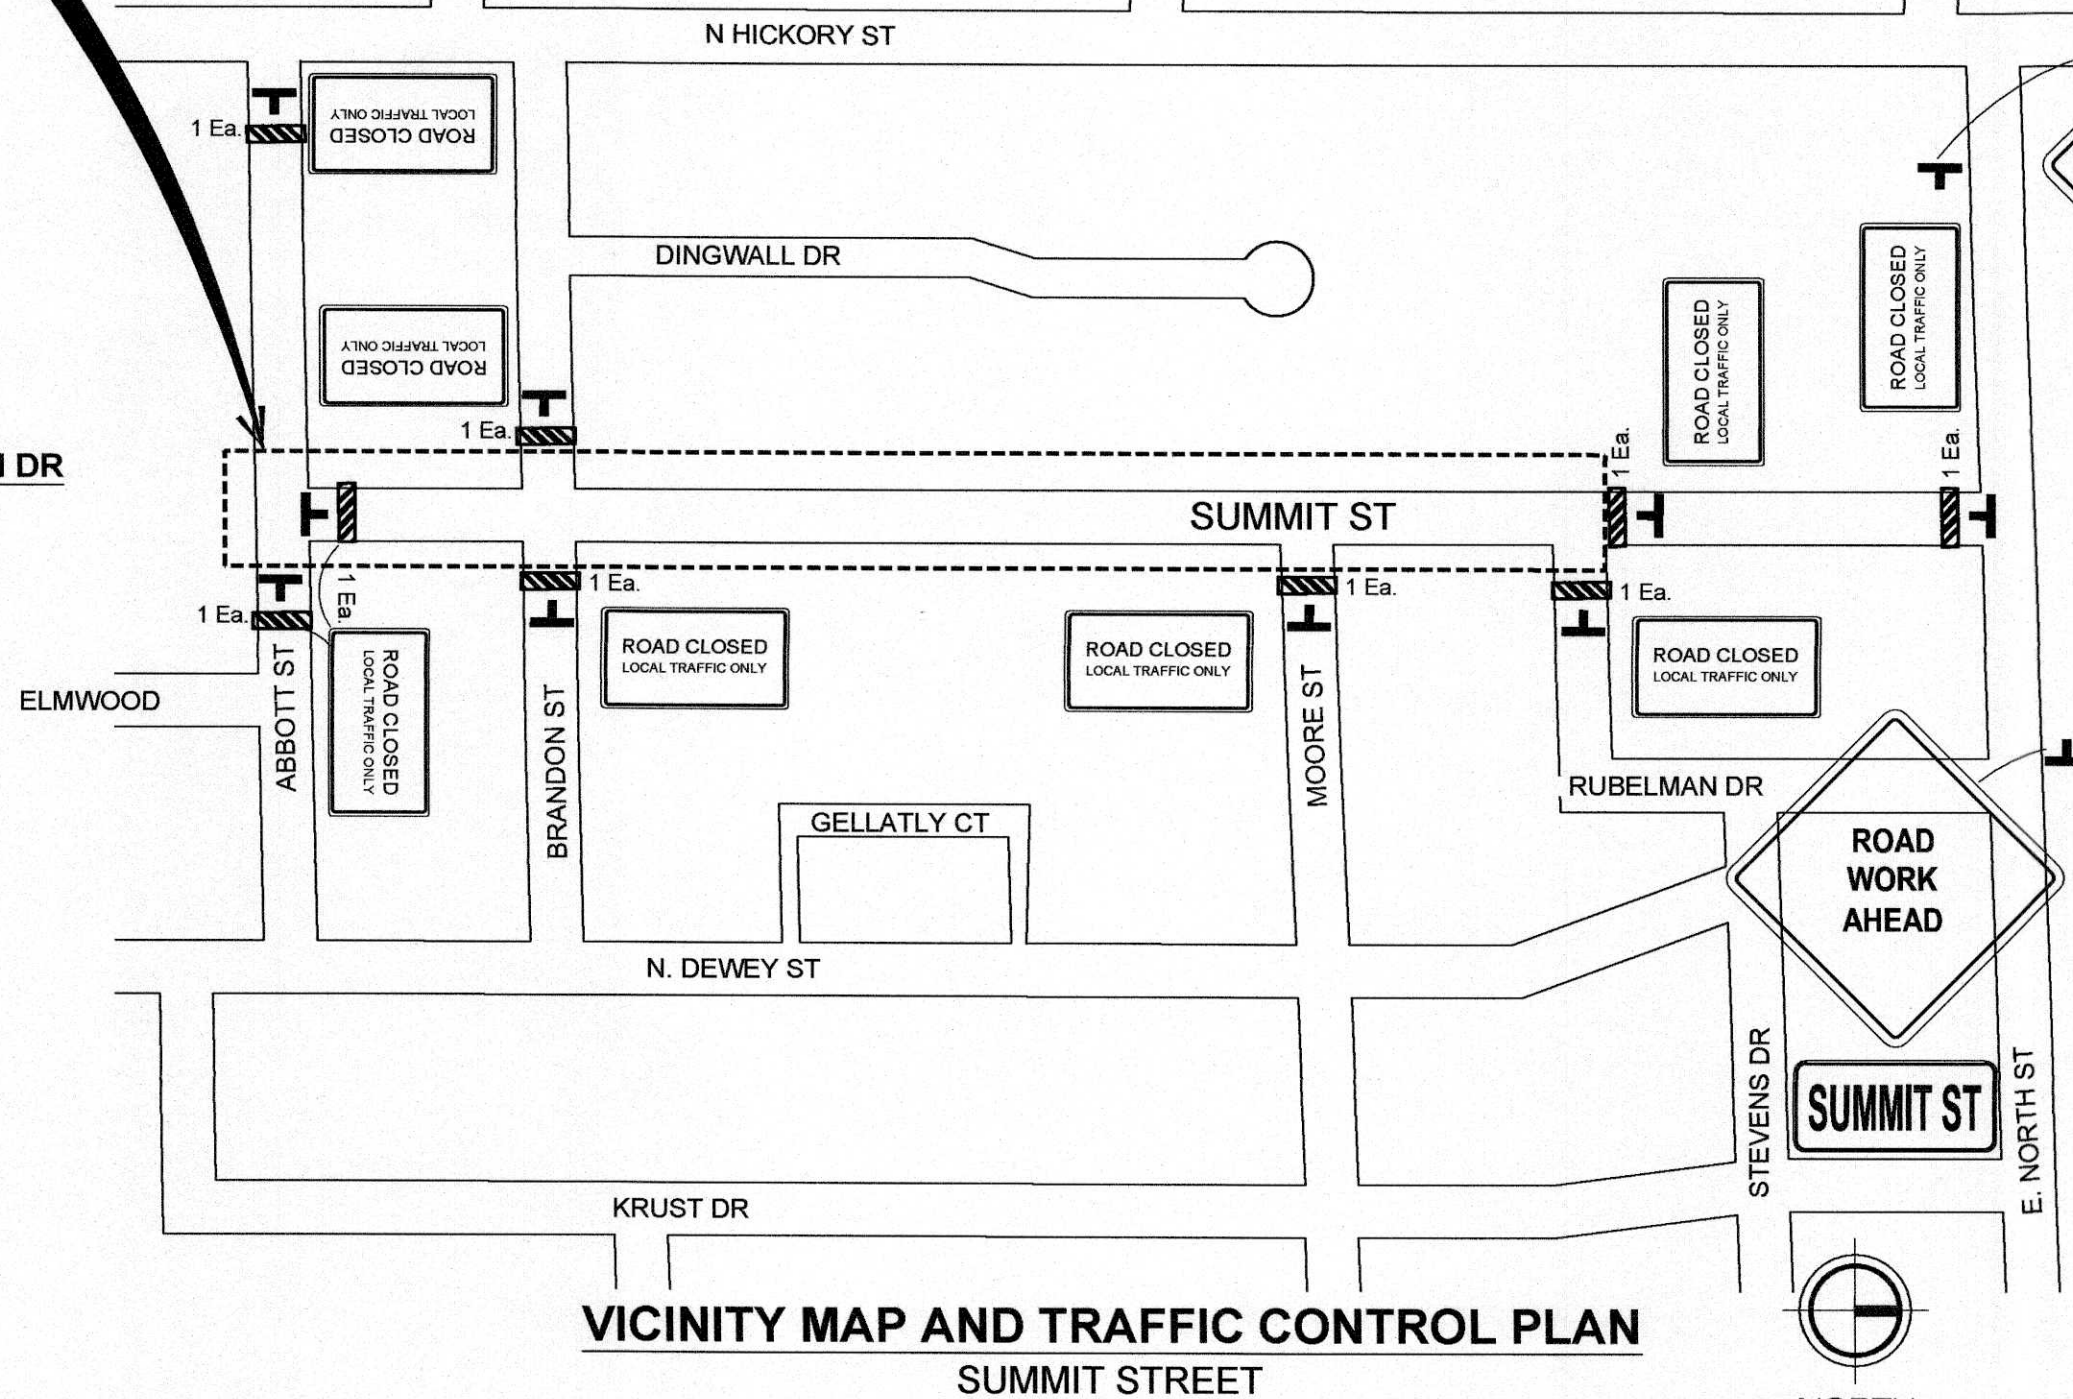 N HICKORY ST
1 Ea.
ROAD CLOSED
LOCAL TRAFFIC ONLY
DINGWALL DR
ROAD CLOSED
LOCAL TRAFFIC ONLY
ROAD CLOSED
LOCAL TRAFFIC ONLY
ROAD CLOSED
LOCAL TRAFFIC ONLY
1 Ea.
1 Ea.
1 Ea.
DR
SUMMIT ST
1 Ea.
1 Ea.
1 Ea.
1 Ea.
1 Ea.
1 Ea.
ROAD CLOSED
LOCAL TRAFFIC ONLY
ROAD CLOSED
LOCAL TRAFFIC ONLY
ROAD CLOSED
LOCAL TRAFFIC ONLY
ROAD CLOSED
LOCAL TRAFFIC ONLY
ELMWOOD
ABBOTT ST
BRANDON ST
MOORE ST
RUBELMAN DR
GELLATLY CT
ROAD
WORK
AHEAD
N. DEWEY ST
STEVENS DR
SUMMIT ST
E. NORTH ST
KRUST DR
VICINITY MAP AND TRAFFIC CONTROL PLAN
SUMMIT STREET